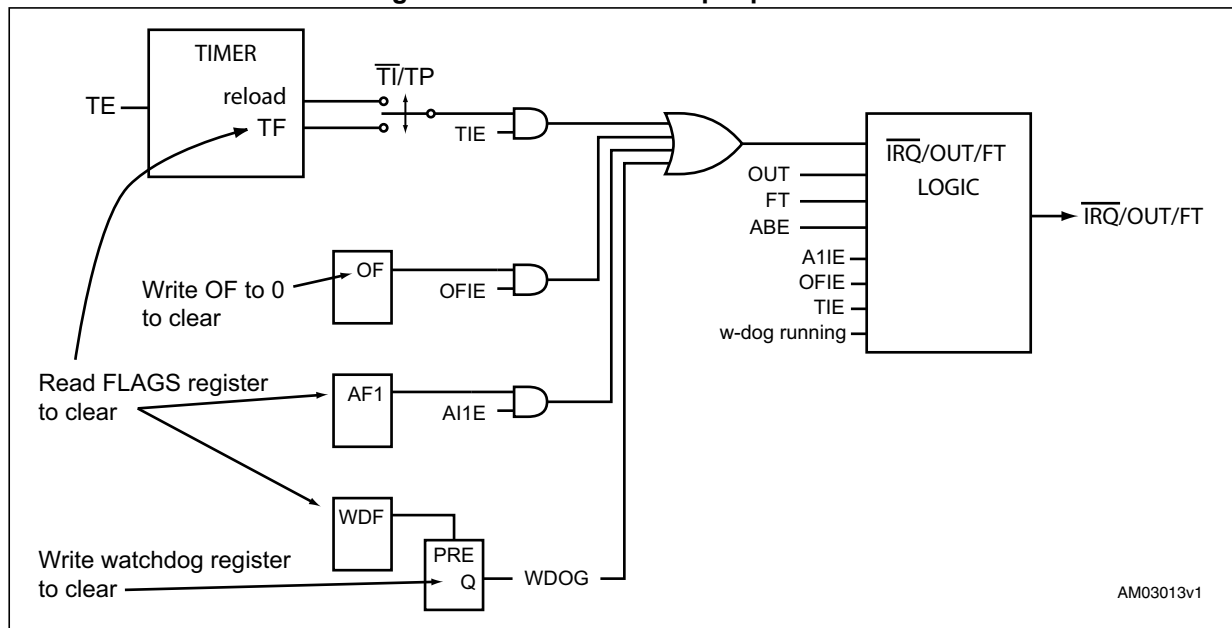 TIMER
reload
TF
TE
TI/TP
TIE
OUT
FT
ABE
A1IE
OFIE
TIE
w-dog running
IRQ/OUT/FT
LOGIC
IRQ/OUT/FT
OF
OFIE
Write OF to 0
to clear
Read FLAGS register
to clear
AF1
AI1E
WDF
PRE
Q
WDOG
Write watchdog register
to clear
AM03013v1